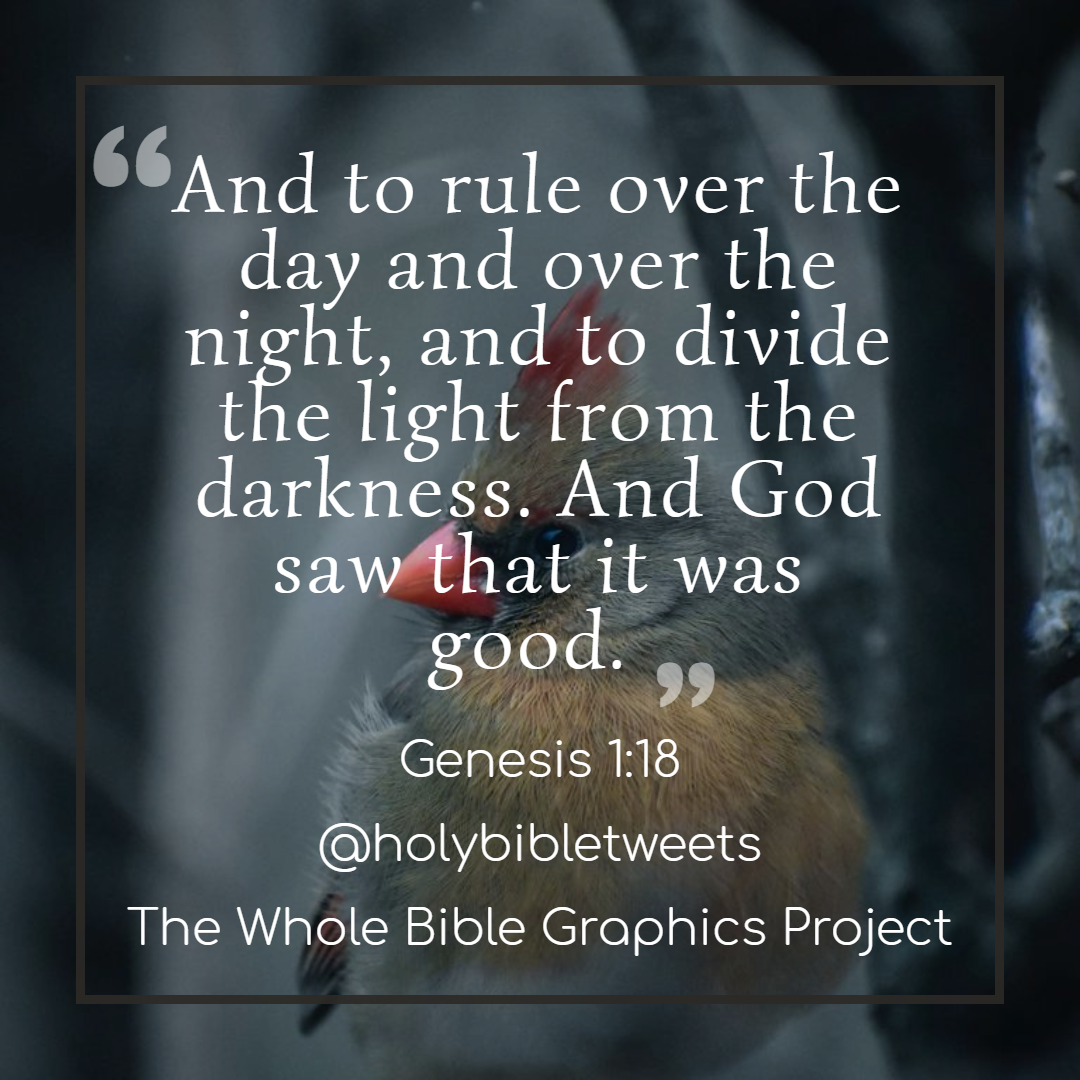 “And to rule over the
day and over the
night, and to divide
the light from the
darkness. And God
saw that it was
good. ”
Genesis 1:18
@holybibletweets
The Whole Bible Graphics Project